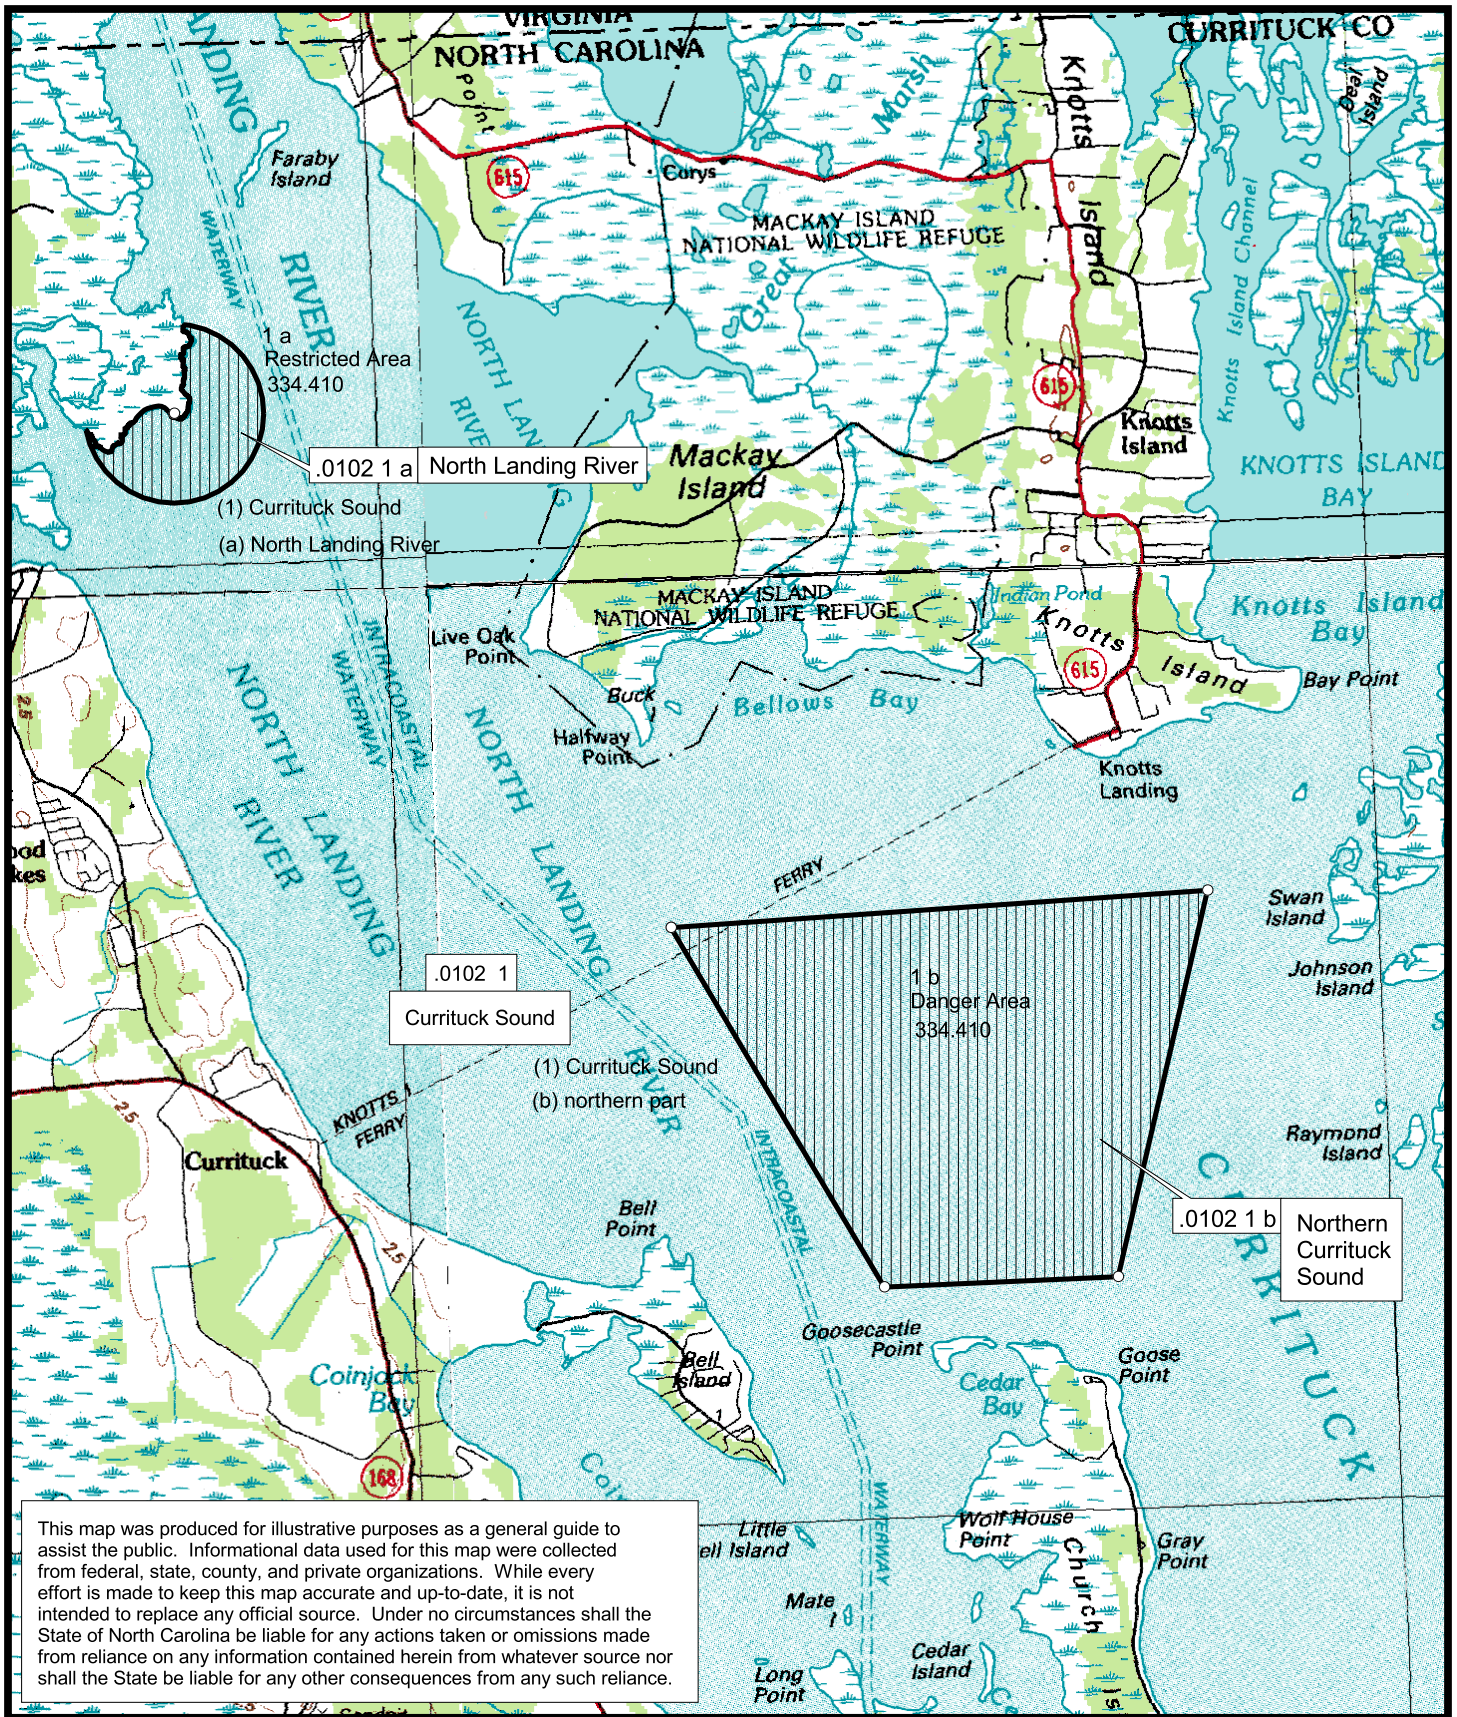 VIRGINIA
NORTH CAROLINA
CURRITUCK CO
LANDING
RIVER
WATERWAY
Faraby
Island
Point
615
Corys
Marsh
Great
MACKAY ISLAND
NATIONAL WILDLIFE REFUGE
Knotts
Island
Deal
Island
Knotts Island Channel
1 a
Restricted Area
334.410
NORTH LANDING
RIVER
.0102 1 a
North Landing River
(1) Currituck Sound
(a) North Landing River
Mackay
Island
615
Knotts
Island
KNOTTS ISLAND
BAY
MACKAY ISLAND
NATIONAL WILDLIFE REFUGE
Indian Pond
Knotts Island
Bay
Knotts
Island
615
Bay Point
Live Oak
Point
Buck
Halfway
Point
Bellows Bay
Knotts
Landing
INTRACOASTAL
WATERWAY
NORTH LANDING
RIVER
NORTH LANDING
RIVER
2.5
FERRY
Swan
Island
Johnson
Island
.0102 1
Currituck Sound
1 b
Danger Area
334.410
(1) Currituck Sound
(b) northern part
KNOTTS I
FERRY
2.5
Currituck
2.5
Raymond
Island
INTRACOASTAL
Bell
Point
.0102 1 b
Northern
Currituck
Sound
CURRITUCK
Goosecastle
Point
Goose
Point
Cedar
Bay
Bell
Island
1
Coinjock
Bay
168
WATERWAY
Wolf House
Point
Gray
Point
Church
Is
Little
ell Island
Mate
I
Cedar
Island
Long
Point
This map was produced for illustrative purposes as a general guide to
assist the public. Informational data used for this map were collected
from federal, state, county, and private organizations. While every
effort is made to keep this map accurate and up-to-date, it is not
intended to replace any official source. Under no circumstances shall the
State of North Carolina be liable for any actions taken or omissions made
from reliance on any information contained herein from whatever source nor
shall the State be liable for any other consequences from any such reliance.